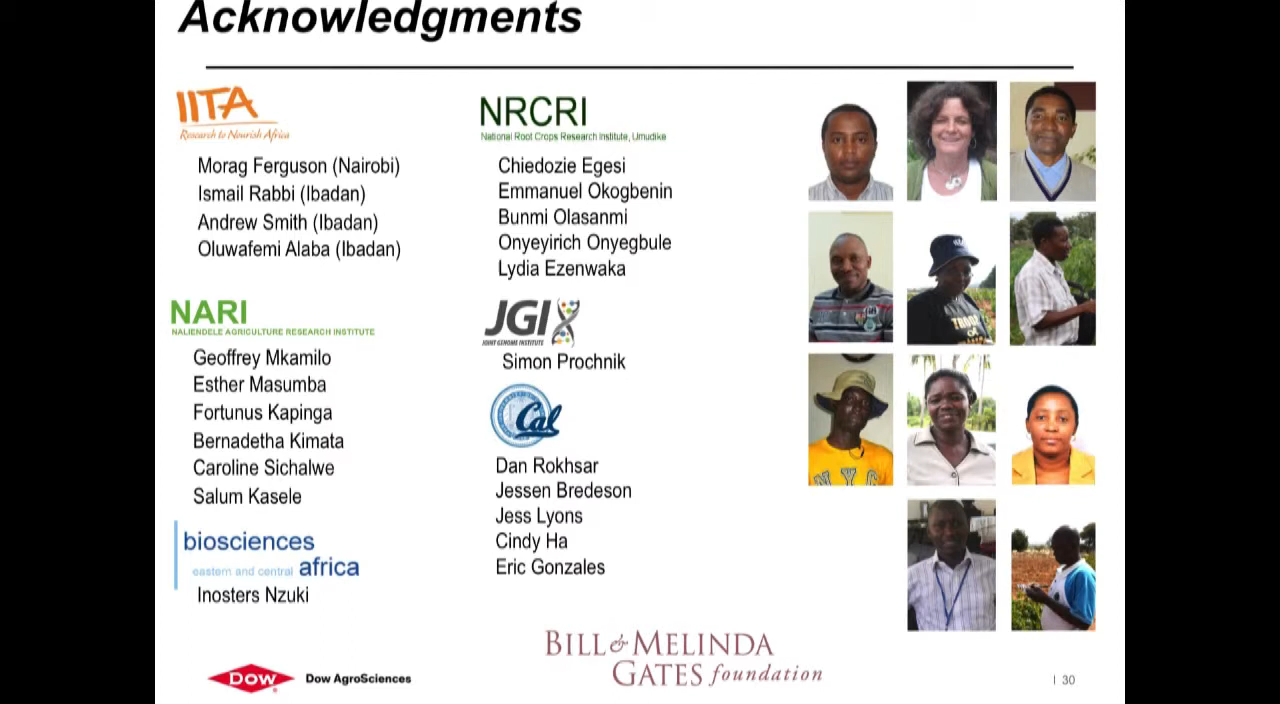 Acknowledgments
IITA
Research to Nourish Africa
Morag Ferguson (Nairobi)
Ismail Rabbi (Ibadan)
Andrew Smith (Ibadan)
Oluwafemi Alaba (Ibadan)
NARI
NALIENDELE AGRICULTURE RESEARCH INSTITUTE
Geoffrey Mkamilo
Esther Masumba
Fortunus Kapinga
Bernadetha Kimata
Caroline Sichalwe
Salum Kasele
biosciences
eastern and central africa
Inosters Nzuki
NRCRI
National Root Crops Research Institute, Umudike
Chiedozie Egesi
Emmanuel Okogbenin
Bunmi Olasanmi
Onyeyirich Onyegbule
Lydia Ezenwaka
JGI
JOINT GENOME INSTITUTE
Simon Prochnik
Cal
Dan Rokhsar
Jessen Bredeson
Jess Lyons
Cindy Ha
Eric Gonzales
BILL & MELINDA
GATES foundation
DOW
Dow AgroSciences
| 30